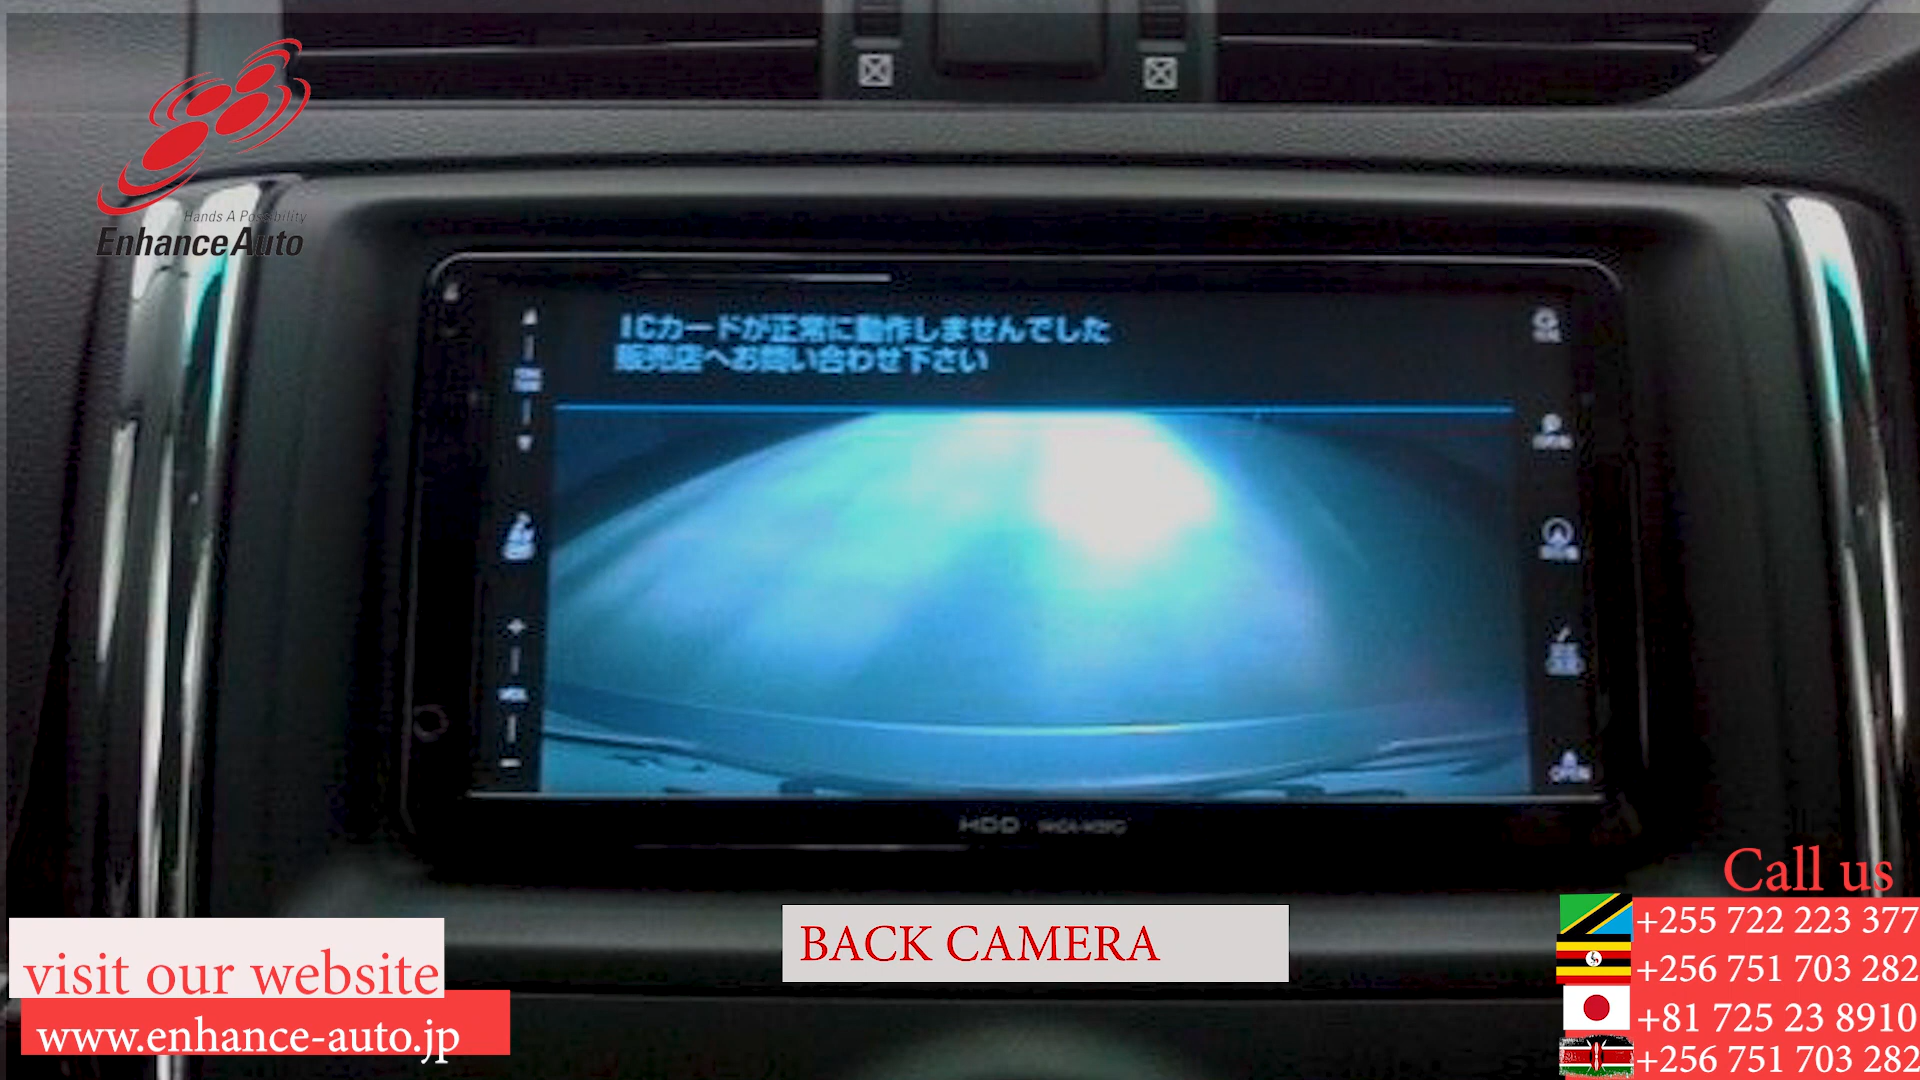 Hands A Possibility
Enhance Auto
ICカードが正常に動作しませんでした
販売店へお問い合わせ下さい
OPEN
HDD
BACK CAMERA
visit our website
www.enhance-auto.jp
Call us
+255 722 223 377
+256 751 703 282
+81 725 23 8910
+256 751 703 282